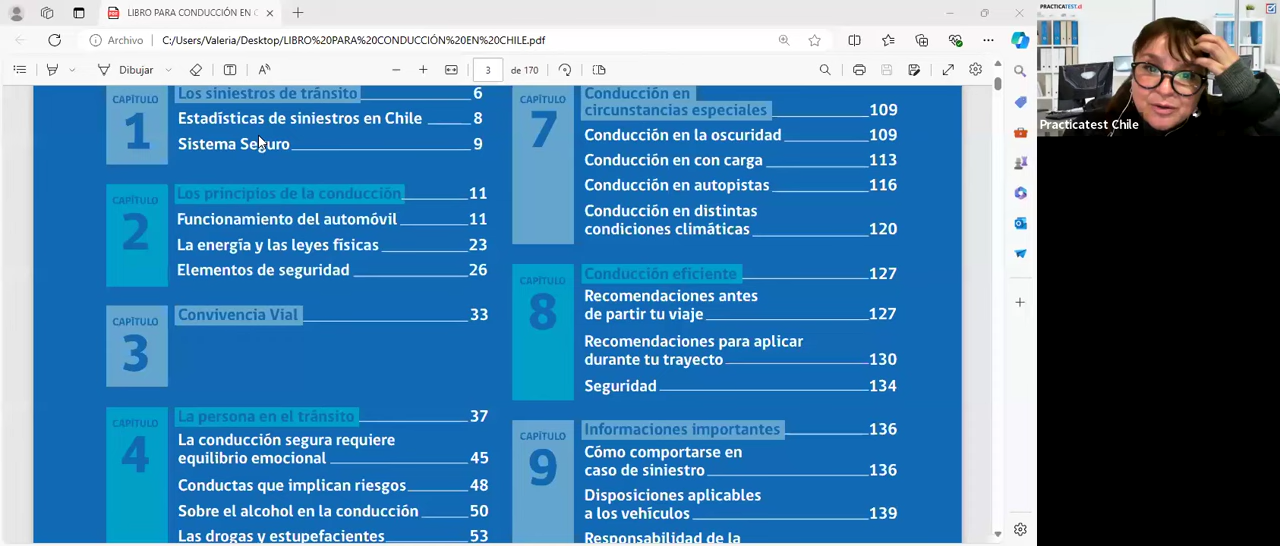 LIBRO PARA CONDUCCIÓN EN C
Archivo
C:/Users/Valeria/Desktop/LIBRO%20PARA%20CONDUCCIÓN%20EN%20CHILE.pdf
Dibujar
3
de 170
CAPÍTULO
1
Los siniestros de tránsito 6
Estadísticas de siniestros en Chile 8
Sistema Seguro 9
CAPÍTULO
2
Los principios de la conducción 11
Funcionamiento del automóvil 11
La energía y las leyes físicas 23
Elementos de seguridad 26
CAPÍTULO
3
Convivencia Vial 33
CAPÍTULO
4
La persona en el tránsito 37
La conducción segura requiere
equilibrio emocional 45
Conductas que implican riesgos 48
Sobre el alcohol en la conducción 50
Las drogas y estupefacientes 53
CAPÍTULO
7
Conducción en
circunstancias especiales 109
Conducción en la oscuridad 109
Conducción en con carga 113
Conducción en autopistas 116
Conducción en distintas
condiciones climáticas 120
CAPÍTULO
8
Conducción eficiente 127
Recomendaciones antes
de partir tu viaje 127
Recomendaciones para aplicar
durante tu trayecto 130
Seguridad 134
CAPÍTULO
9
Informaciones importantes 136
Cómo comportarse en
caso de siniestro 136
Disposiciones aplicables
a los vehículos 139
Responsabilidad de la
PRACTICATEST.cl
Practicatest Chile